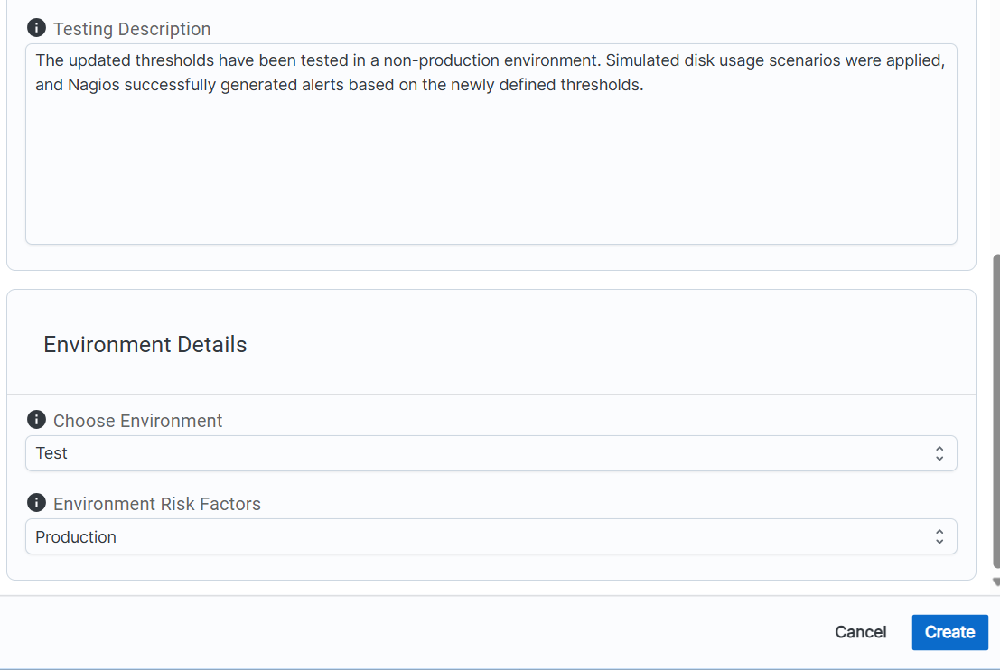 Testing Description
The updated thresholds have been tested in a non-production environment. Simulated disk usage scenarios were applied,
and Nagios successfully generated alerts based on the newly defined thresholds.
Environment Details
Choose Environment
Test
Environment Risk Factors
Production
Cancel Create